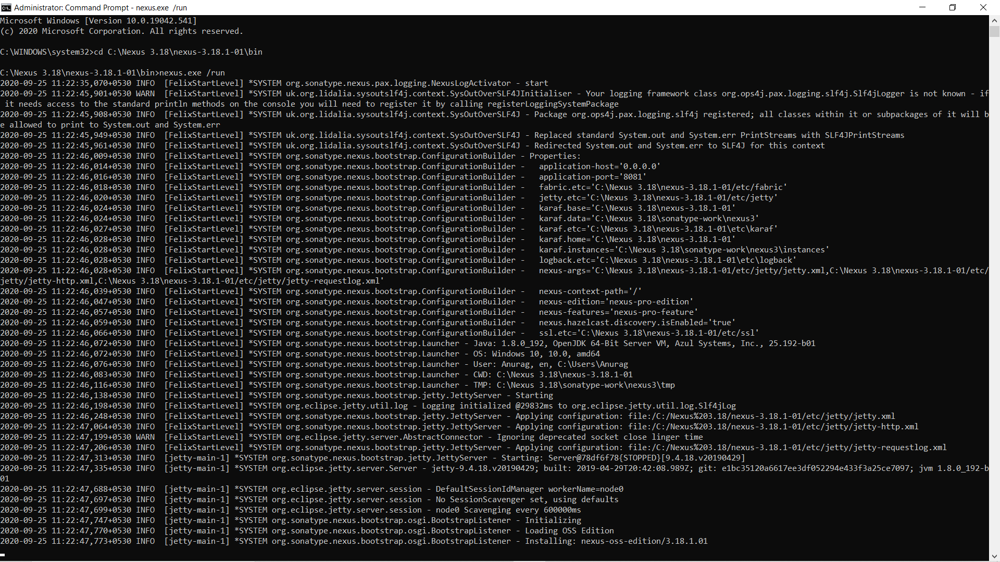 Administrator: Command Prompt - nexus.exe  /run
Microsoft Windows [Version 10.0.19042.541]
(c) 2020 Microsoft Corporation. All rights reserved.
C:\WINDOWS\system32>cd C:\Nexus 3.18\nexus-3.18.1-01\bin
C:\Nexus 3.18\nexus-3.18.1-01\bin>nexus.exe /run
2020-09-25 11:22:35,070+0530 INFO  [FelixStartLevel] *SYSTEM org.sonatype.nexus.pax.logging.NexusLogActivator - start
2020-09-25 11:22:45,901+0530 WARN  [FelixStartLevel] *SYSTEM uk.org.lidalia.sysoutslf4j.context.SysOutOverSLF4JInitialiser - Your logging framework class org.ops4j.pax.logging.slf4j.Slf4jLogger is not known - if
 it needs access to the standard println methods on the console you will need to register it by calling registerLoggingSystemPackage
2020-09-25 11:22:45,908+0530 INFO  [FelixStartLevel] *SYSTEM uk.org.lidalia.sysoutslf4j.context.SysOutOverSLF4J - Package org.ops4j.pax.logging.slf4j registered; all classes within it or subpackages of it will b
e allowed to print to System.out and System.err
2020-09-25 11:22:45,949+0530 INFO  [FelixStartLevel] *SYSTEM uk.org.lidalia.sysoutslf4j.context.SysOutOverSLF4J - Replaced standard System.out and System.err PrintStreams with SLF4JPrintStreams
2020-09-25 11:22:45,961+0530 INFO  [FelixStartLevel] *SYSTEM uk.org.lidalia.sysoutslf4j.context.SysOutOverSLF4J - Redirected System.out and System.err to SLF4J for this context
2020-09-25 11:22:46,009+0530 INFO  [FelixStartLevel] *SYSTEM org.sonatype.nexus.bootstrap.ConfigurationBuilder - Properties:
2020-09-25 11:22:46,014+0530 INFO  [FelixStartLevel] *SYSTEM org.sonatype.nexus.bootstrap.ConfigurationBuilder -   application-host='0.0.0.0'
2020-09-25 11:22:46,016+0530 INFO  [FelixStartLevel] *SYSTEM org.sonatype.nexus.bootstrap.ConfigurationBuilder -   application-port='8081'
2020-09-25 11:22:46,018+0530 INFO  [FelixStartLevel] *SYSTEM org.sonatype.nexus.bootstrap.ConfigurationBuilder -   fabric.etc='C:\Nexus 3.18\nexus-3.18.1-01/etc/fabric'
2020-09-25 11:22:46,020+0530 INFO  [FelixStartLevel] *SYSTEM org.sonatype.nexus.bootstrap.ConfigurationBuilder -   jetty.etc='C:\Nexus 3.18\nexus-3.18.1-01/etc/jetty'
2020-09-25 11:22:46,024+0530 INFO  [FelixStartLevel] *SYSTEM org.sonatype.nexus.bootstrap.ConfigurationBuilder -   karaf.base='C:\Nexus 3.18\nexus-3.18.1-01'
2020-09-25 11:22:46,024+0530 INFO  [FelixStartLevel] *SYSTEM org.sonatype.nexus.bootstrap.ConfigurationBuilder -   karaf.data='C:\Nexus 3.18\sonatype-work\nexus3'
2020-09-25 11:22:46,027+0530 INFO  [FelixStartLevel] *SYSTEM org.sonatype.nexus.bootstrap.ConfigurationBuilder -   karaf.etc='C:\Nexus 3.18\nexus-3.18.1-01\etc\karaf'
2020-09-25 11:22:46,028+0530 INFO  [FelixStartLevel] *SYSTEM org.sonatype.nexus.bootstrap.ConfigurationBuilder -   karaf.home='C:\Nexus 3.18\nexus-3.18.1-01'
2020-09-25 11:22:46,028+0530 INFO  [FelixStartLevel] *SYSTEM org.sonatype.nexus.bootstrap.ConfigurationBuilder -   karaf.instances='C:\Nexus 3.18\sonatype-work\nexus3\instances'
2020-09-25 11:22:46,028+0530 INFO  [FelixStartLevel] *SYSTEM org.sonatype.nexus.bootstrap.ConfigurationBuilder -   logback.etc='C:\Nexus 3.18\nexus-3.18.1-01\etc\logback'
2020-09-25 11:22:46,028+0530 INFO  [FelixStartLevel] *SYSTEM org.sonatype.nexus.bootstrap.ConfigurationBuilder -   nexus-args='C:\Nexus 3.18\nexus-3.18.1-01/etc/jetty/jetty.xml,C:\Nexus 3.18\nexus-3.18.1-01/etc/
jetty/jetty-http.xml,C:\Nexus 3.18\nexus-3.18.1-01/etc/jetty/jetty-requestlog.xml'
2020-09-25 11:22:46,039+0530 INFO  [FelixStartLevel] *SYSTEM org.sonatype.nexus.bootstrap.ConfigurationBuilder -   nexus-context-path='/'
2020-09-25 11:22:46,047+0530 INFO  [FelixStartLevel] *SYSTEM org.sonatype.nexus.bootstrap.ConfigurationBuilder -   nexus-edition='nexus-pro-edition'
2020-09-25 11:22:46,057+0530 INFO  [FelixStartLevel] *SYSTEM org.sonatype.nexus.bootstrap.ConfigurationBuilder -   nexus-features='nexus-pro-feature'
2020-09-25 11:22:46,059+0530 INFO  [FelixStartLevel] *SYSTEM org.sonatype.nexus.bootstrap.ConfigurationBuilder -   nexus.hazelcast.discovery.isEnabled='true'
2020-09-25 11:22:46,066+0530 INFO  [FelixStartLevel] *SYSTEM org.sonatype.nexus.bootstrap.ConfigurationBuilder -   ssl.etc='C:\Nexus 3.18\nexus-3.18.1-01/etc/ssl'
2020-09-25 11:22:46,072+0530 INFO  [FelixStartLevel] *SYSTEM org.sonatype.nexus.bootstrap.Launcher - Java: 1.8.0_192, OpenJDK 64-Bit Server VM, Azul Systems, Inc., 25.192-b01
2020-09-25 11:22:46,072+0530 INFO  [FelixStartLevel] *SYSTEM org.sonatype.nexus.bootstrap.Launcher - OS: Windows 10, 10.0, amd64
2020-09-25 11:22:46,076+0530 INFO  [FelixStartLevel] *SYSTEM org.sonatype.nexus.bootstrap.Launcher - User: Anurag, en, C:\Users\Anurag
2020-09-25 11:22:46,083+0530 INFO  [FelixStartLevel] *SYSTEM org.sonatype.nexus.bootstrap.Launcher - CWD: C:\Nexus 3.18\nexus-3.18.1-01
2020-09-25 11:22:46,116+0530 INFO  [FelixStartLevel] *SYSTEM org.sonatype.nexus.bootstrap.Launcher - TMP: C:\Nexus 3.18\sonatype-work\nexus3\tmp
2020-09-25 11:22:46,138+0530 INFO  [FelixStartLevel] *SYSTEM org.sonatype.nexus.bootstrap.jetty.JettyServer - Starting
2020-09-25 11:22:46,198+0530 INFO  [FelixStartLevel] *SYSTEM org.eclipse.jetty.util.log - Logging initialized @29832ms to org.eclipse.jetty.util.log.Slf4jLog
2020-09-25 11:22:46,248+0530 INFO  [FelixStartLevel] *SYSTEM org.sonatype.nexus.bootstrap.jetty.JettyServer - Applying configuration: file:/C:/Nexus%203.18/nexus-3.18.1-01/etc/jetty/jetty.xml
2020-09-25 11:22:47,064+0530 INFO  [FelixStartLevel] *SYSTEM org.sonatype.nexus.bootstrap.jetty.JettyServer - Applying configuration: file:/C:/Nexus%203.18/nexus-3.18.1-01/etc/jetty/jetty-http.xml
2020-09-25 11:22:47,199+0530 WARN  [FelixStartLevel] *SYSTEM org.eclipse.jetty.server.AbstractConnector - Ignoring deprecated socket close linger time
2020-09-25 11:22:47,206+0530 INFO  [FelixStartLevel] *SYSTEM org.sonatype.nexus.bootstrap.jetty.JettyServer - Applying configuration: file:/C:/Nexus%203.18/nexus-3.18.1-01/etc/jetty/jetty-requestlog.xml
2020-09-25 11:22:47,313+0530 INFO  [jetty-main-1] *SYSTEM org.sonatype.nexus.bootstrap.jetty.JettyServer - Starting: Server@78df6f78{STOPPED}[9.4.18.v20190429]
2020-09-25 11:22:47,335+0530 INFO  [jetty-main-1] *SYSTEM org.eclipse.jetty.server.Server - jetty-9.4.18.v20190429; built: 2019-04-29T20:42:08.989Z; git: e1bc35120a6617ee3df052294e433f3a25ce7097; jvm 1.8.0_192-b
01
2020-09-25 11:22:47,688+0530 INFO  [jetty-main-1] *SYSTEM org.eclipse.jetty.server.session - DefaultSessionIdManager workerName=node0
2020-09-25 11:22:47,697+0530 INFO  [jetty-main-1] *SYSTEM org.eclipse.jetty.server.session - No SessionScavenger set, using defaults
2020-09-25 11:22:47,699+0530 INFO  [jetty-main-1] *SYSTEM org.eclipse.jetty.server.session - node0 Scavenging every 600000ms
2020-09-25 11:22:47,747+0530 INFO  [jetty-main-1] *SYSTEM org.sonatype.nexus.bootstrap.osgi.BootstrapListener - Initializing
2020-09-25 11:22:47,770+0530 INFO  [jetty-main-1] *SYSTEM org.sonatype.nexus.bootstrap.osgi.BootstrapListener - Loading OSS Edition
2020-09-25 11:22:47,773+0530 INFO  [jetty-main-1] *SYSTEM org.sonatype.nexus.bootstrap.osgi.BootstrapListener - Installing: nexus-oss-edition/3.18.1.01